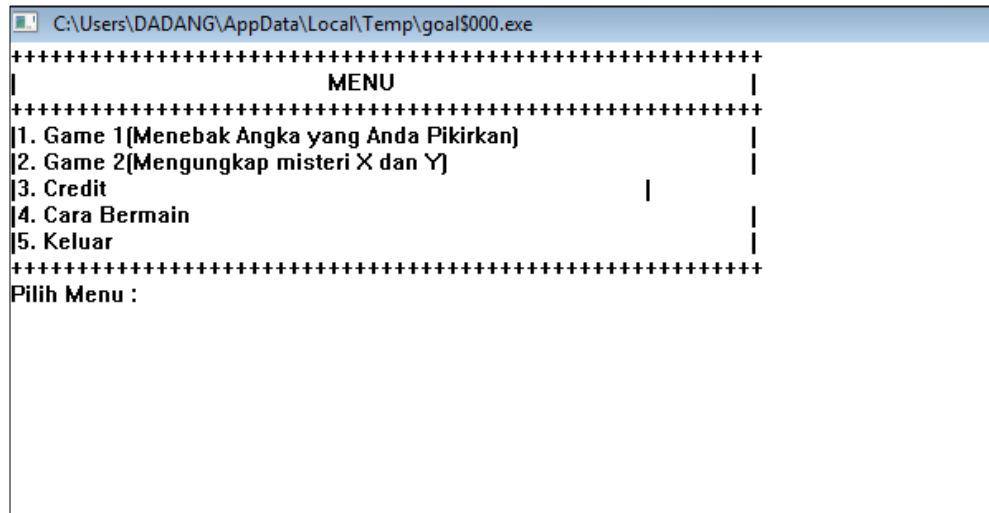 C:\Users\DADANG\AppData\Local\Temp\goal$000.exe
+++++++++++++++++++++++++++++++++++++++++++++++++++++++++
| MENU |
+++++++++++++++++++++++++++++++++++++++++++++++++++++++++
|1. Game 1(Menebak Angka yang Anda Pikirkan) |
|2. Game 2(Mengungkap misteri X dan Y) |
|3. Credit |
|4. Cara Bermain |
|5. Keluar |
+++++++++++++++++++++++++++++++++++++++++++++++++++++++++
Pilih Menu :